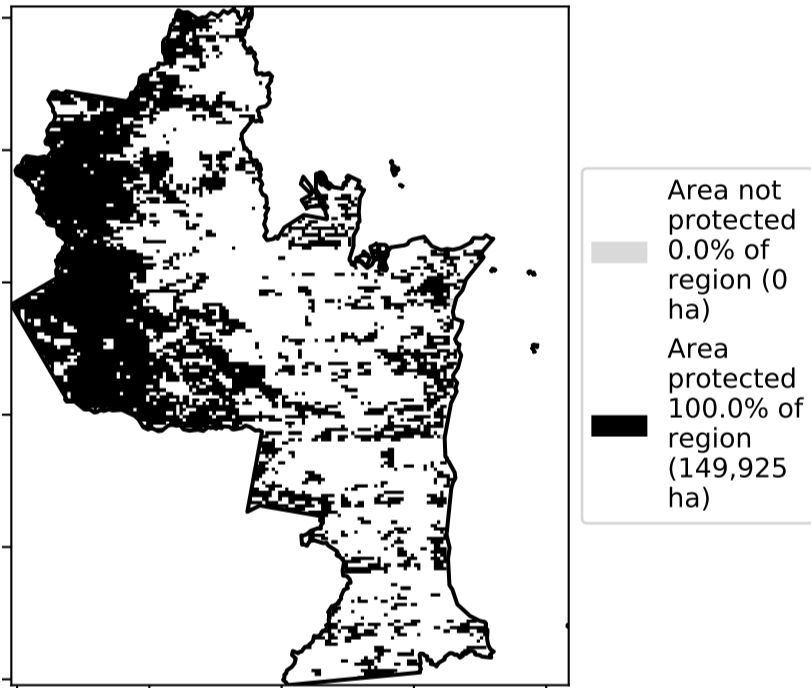 Area not
protected
0.0% of
region (0
ha)
Area
protected
100.0% of
region
(149,925
ha)